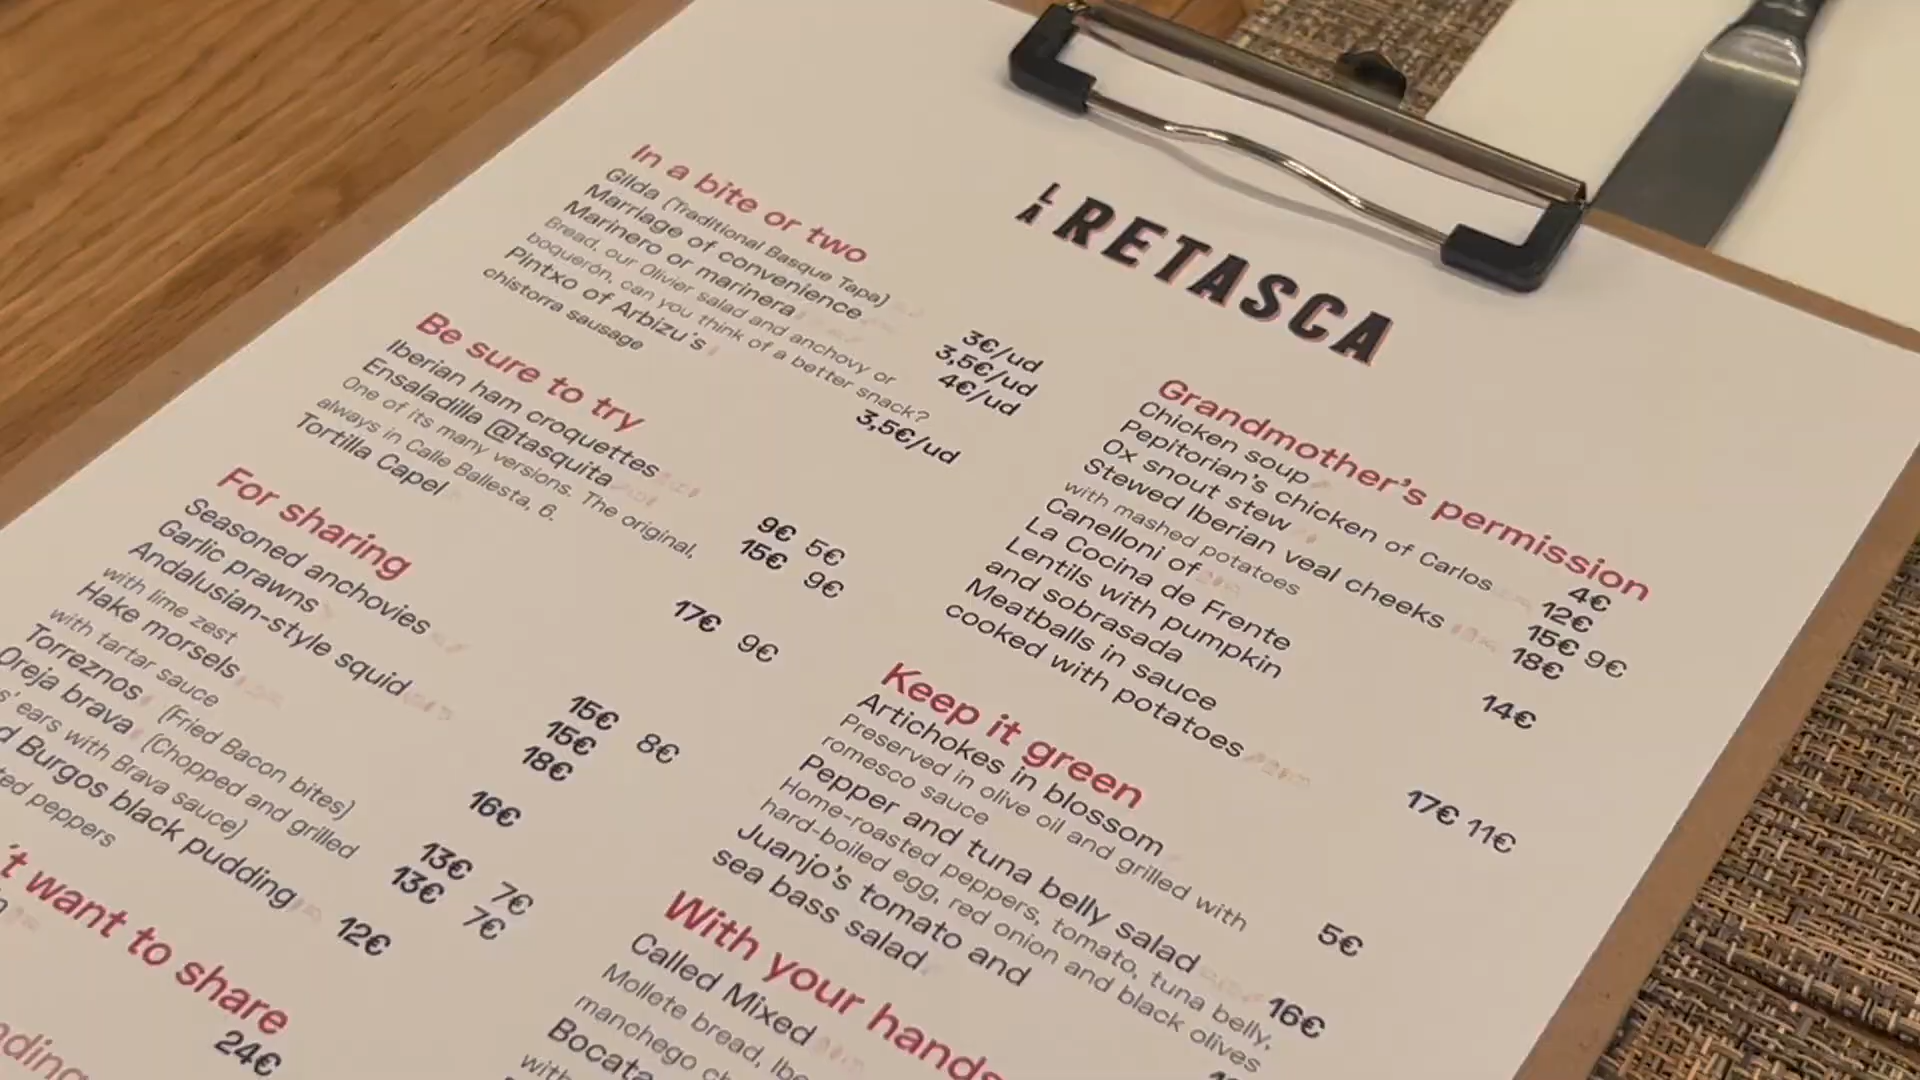 LA RETASCA
In a bite or two
Gilda (Traditional Basque Tapa) 3€/ud
Marriage of convenience 3,5€/ud
Marinero or marinera 4€/ud
Bread, our Olivier salad and anchovy or
boquerón, can you think of a better snack?
Pintxo of Arbizu's 3,5€/ud
chistorra sausage
Be sure to try
Iberian ham croquettes 9€ 5€
Ensaladilla @tasquita 15€ 9€
One of its many versions. The original,
always in Calle Ballesta, 6.
Tortilla Capel 17€ 9€
For sharing
Seasoned anchovies 15€ 8€
Garlic prawns 15€
Andalusian-style squid 18€
with lime zest
Hake morsels 16€
with tartar sauce
Torreznos (Fried Bacon bites) 13€ 7€
Oreja brava (Chopped and grilled 13€ 7€
s' ears with Brava sauce)
d Burgos black pudding 12€
ted peppers
't want to share
24€
Grandmother's permission
Chicken soup 4€
Pepitorian's chicken of Carlos 12€
Ox snout stew 15€ 9€
Stewed Iberian veal cheeks 18€
with mashed potatoes
Canelloni of 14€
La Cocina de Frente
Lentils with pumpkin
and sobrasada
Meatballs in sauce 17€ 11€
cooked with potatoes
Keep it green
Artichokes in blossom 5€
Preserved in olive oil and grilled with
romesco sauce
Pepper and tuna belly salad 16€
Home-roasted peppers, tomato, tuna belly,
hard-boiled egg, red onion and black olives
Juanjo's tomato and
sea bass salad
With your hands
Called Mixed
Mollete bread, Ibe
manchego ch
Bocata
with